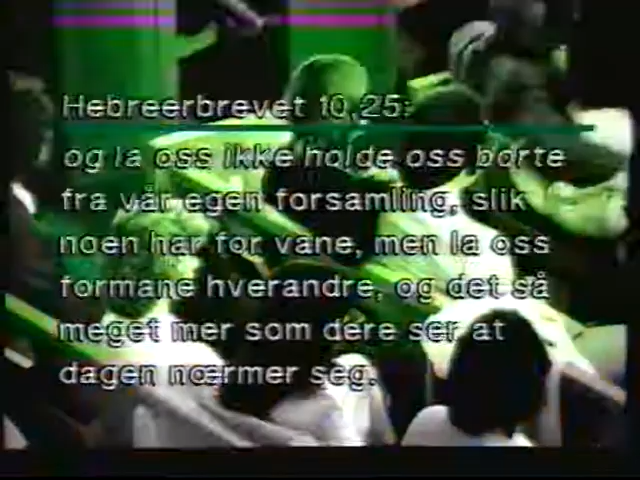 Hebreerbrevet 10,25:
og la oss ikke holde oss borte
fra vår egen forsamling, slik
noen har for vane, men la oss
formane hverandre, og det så
meget mer som dere ser at
dagen nærmer seg.